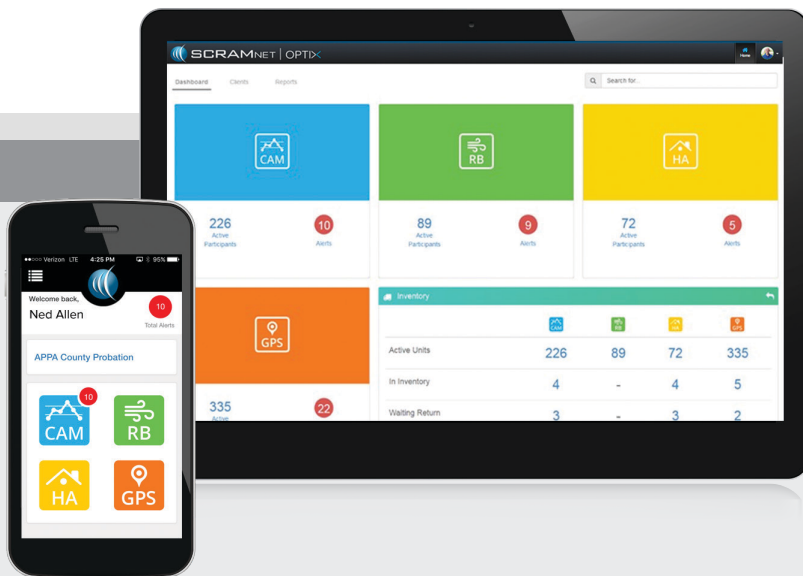 SCRAMNET | OPTIX
Home
Dashboard Clients Reports
Search for..
CAM
RB
HA
226
Active
Participants
10
Alerts
89
Active
Participants
9
Alerts
72
Active
Participants
5
Alerts
GPS
335
Active
22
Inventory
CAM RB HA GPS
Active Units 226 89 72 335
In Inventory 4 - 4 5
Waiting Return 3 - 3 2
Verizon LTE 4:25 PM 95%
Welcome back,
Ned Allen
10
Total Alerts
APPA County Probation
10
CAM
RB
HA
GPS